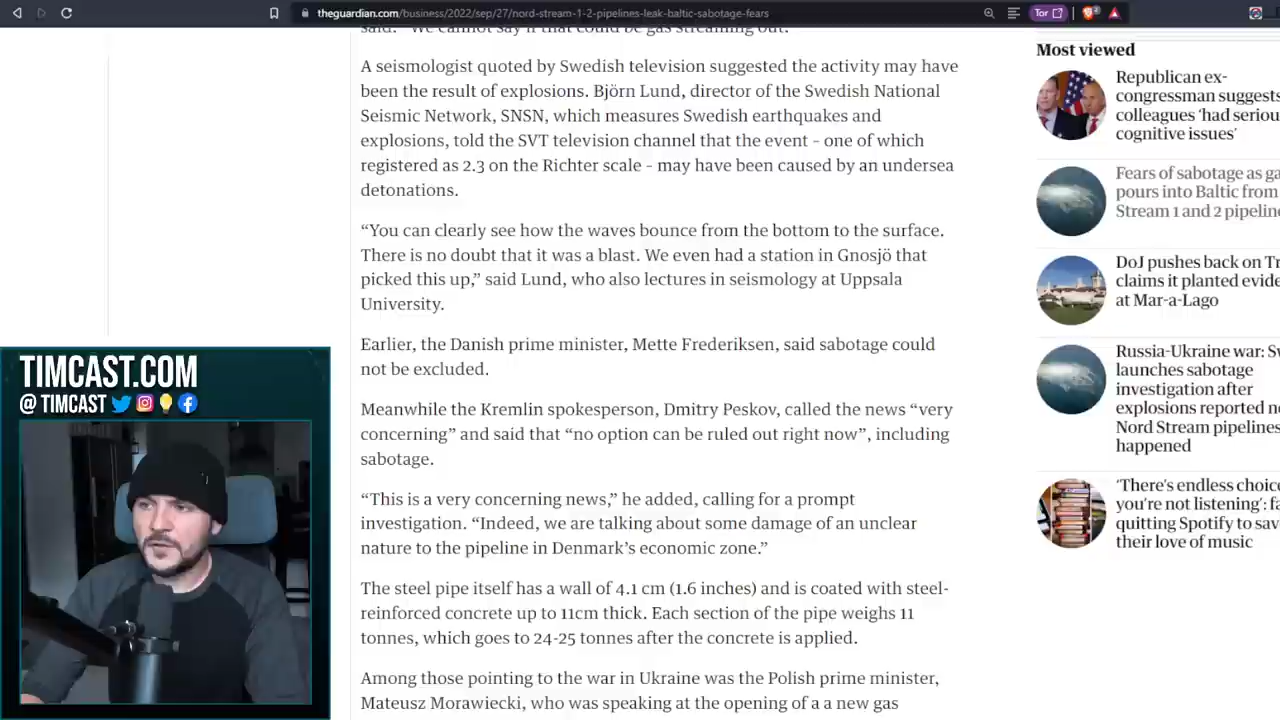 theguardian.com/business/2022/sep/27/nord-stream-1-2-pipelines-leak-baltic-sabotage-fears
Tor
said. "We cannot say if that could be gas streaming out."
A seismologist quoted by Swedish television suggested the activity may have
been the result of explosions. Björn Lund, director of the Swedish National
Seismic Network, SNSN, which measures Swedish earthquakes and
explosions, told the SVT television channel that the event – one of which
registered as 2.3 on the Richter scale – may have been caused by an undersea
detonations.
“You can clearly see how the waves bounce from the bottom to the surface.
There is no doubt that it was a blast. We even had a station in Gnosjö that
picked this up,” said Lund, who also lectures in seismology at Uppsala
University.
Earlier, the Danish prime minister, Mette Frederiksen, said sabotage could
not be excluded.
Meanwhile the Kremlin spokesperson, Dmitry Peskov, called the news “very
concerning” and said that “no option can be ruled out right now”, including
sabotage.
“This is a very concerning news,” he added, calling for a prompt
investigation. “Indeed, we are talking about some damage of an unclear
nature to the pipeline in Denmark’s economic zone.”
The steel pipe itself has a wall of 4.1 cm (1.6 inches) and is coated with steel-
reinforced concrete up to 11cm thick. Each section of the pipe weighs 11
tonnes, which goes to 24-25 tonnes after the concrete is applied.
Among those pointing to the war in Ukraine was the Polish prime minister,
Mateusz Morawiecki, who was speaking at the opening of a a new gas
Most viewed
Republican ex-
congressman suggests
colleagues ‘had seriou
cognitive issues’
Fears of sabotage as ga
pours into Baltic from
Stream 1 and 2 pipelin
DoJ pushes back on Tr
claims it planted evide
at Mar-a-Lago
Russia-Ukraine war: Sw
launches sabotage
investigation after
explosions reported ne
Nord Stream pipelines
happened
‘There’s endless choice
you’re not listening’: fa
quitting Spotify to sav
their love of music
TIMCAST.COM
@ TIMCAST